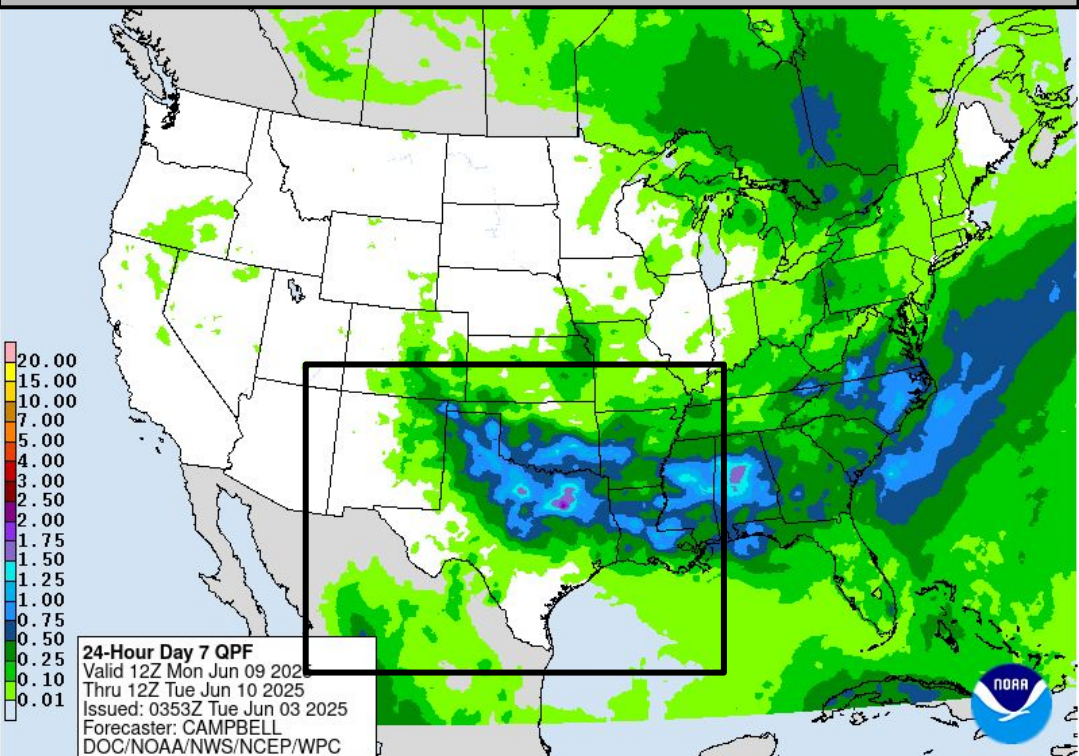 20.00
15.00
10.00
7.00
5.00
4.00
3.00
2.50
2.00
1.75
1.50
1.25
1.00
0.75
0.50
0.25
0.10
0.01
24-Hour Day 7 QPF
Valid 12Z Mon Jun 09 2025
Thru 12Z Tue Jun 10 2025
Issued: 0353Z Tue Jun 03 2025
Forecaster: CAMPBELL
DOC/NOAA/NWS/NCEP/WPC
NOAA